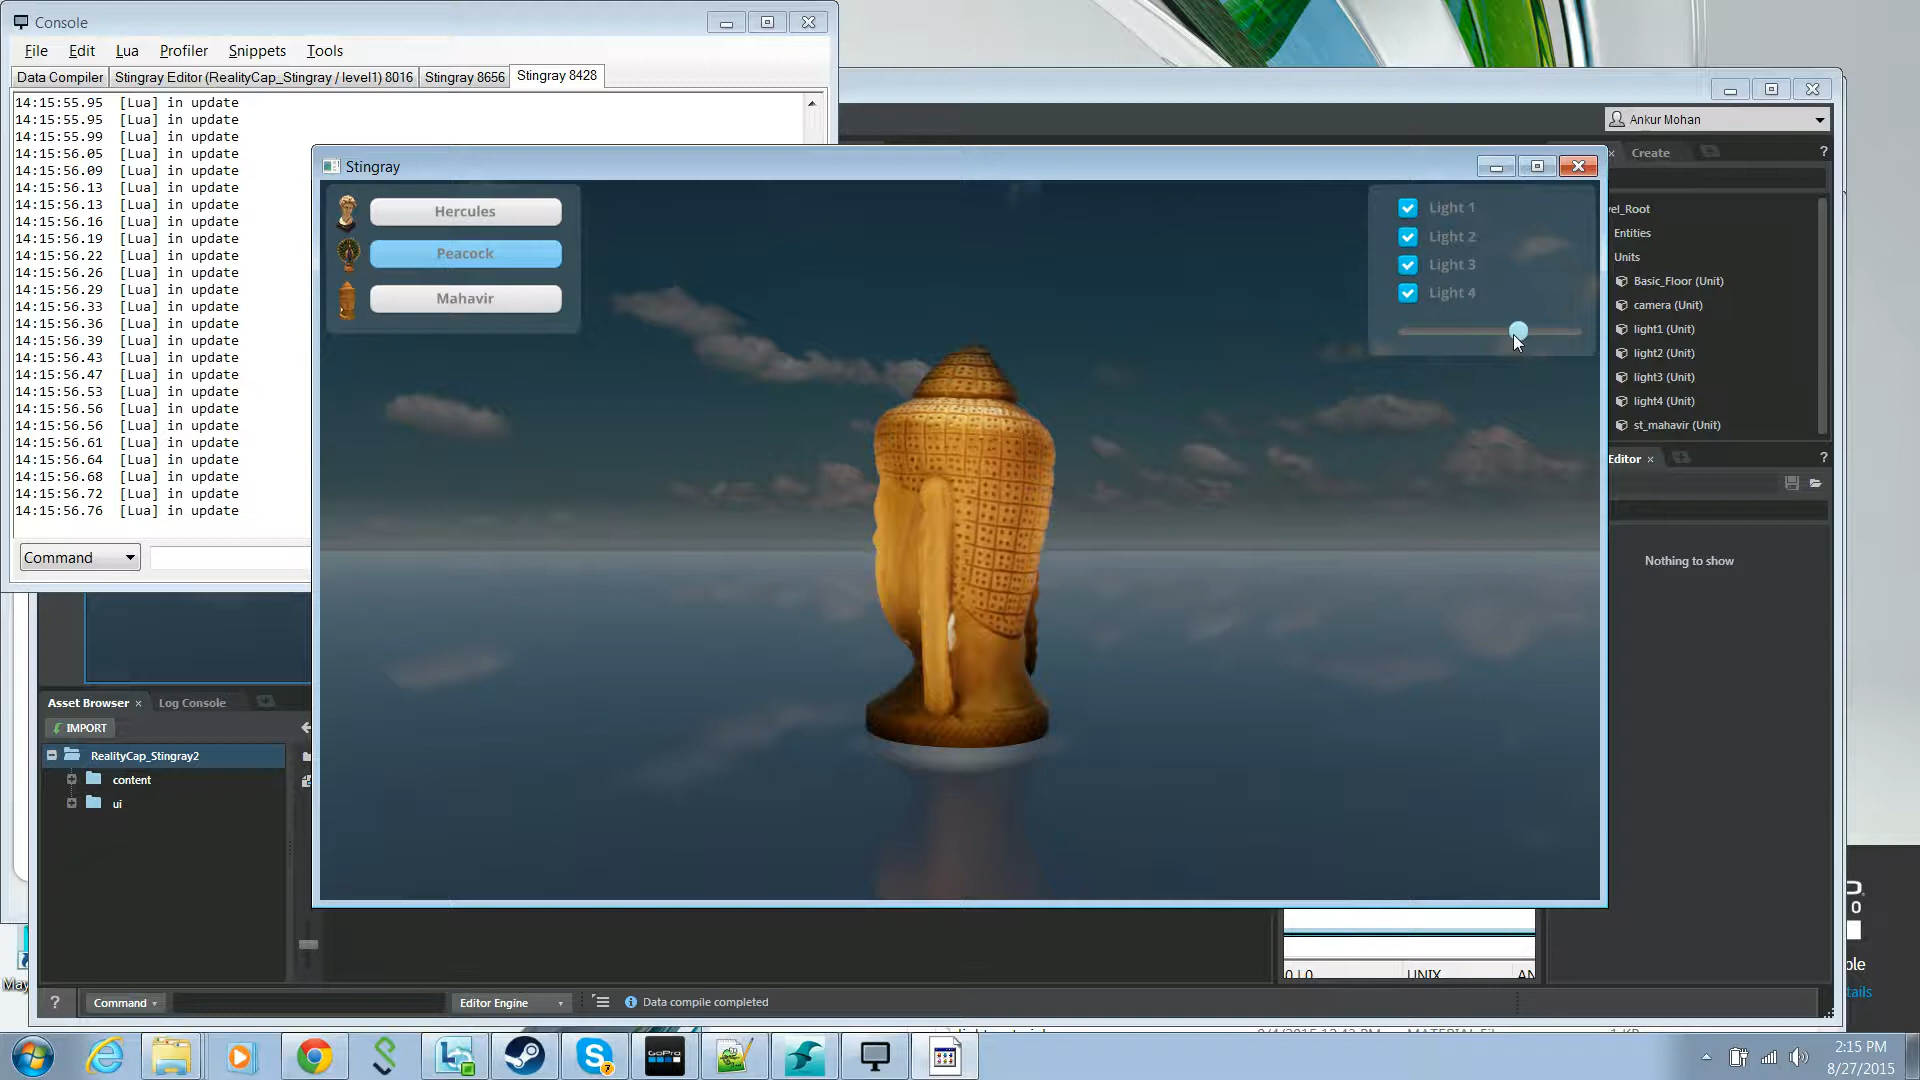 Console
File Edit Lua Profiler Snippets Tools
Data Compiler Stingray Editor (RealityCap_Stingray / level1) 8016 Stingray 8656 Stingray 8428
14:15:55.95 [Lua] in update
14:15:55.95 [Lua] in update
14:15:55.99 [Lua] in update
14:15:56.05 [Lua] in update
14:15:56.09 [Lua] in update
14:15:56.13 [Lua] in update
14:15:56.13 [Lua] in update
14:15:56.16 [Lua] in update
14:15:56.19 [Lua] in update
14:15:56.22 [Lua] in update
14:15:56.26 [Lua] in update
14:15:56.29 [Lua] in update
14:15:56.33 [Lua] in update
14:15:56.36 [Lua] in update
14:15:56.39 [Lua] in update
14:15:56.43 [Lua] in update
14:15:56.47 [Lua] in update
14:15:56.53 [Lua] in update
14:15:56.56 [Lua] in update
14:15:56.56 [Lua] in update
14:15:56.61 [Lua] in update
14:15:56.64 [Lua] in update
14:15:56.68 [Lua] in update
14:15:56.72 [Lua] in update
14:15:56.76 [Lua] in update
Command
Stingray
Hercules
Peacock
Mahavir
Light 1
Light 2
Light 3
Light 4
Ankur Mohan
Create ?
vel_Root
Entities
Units
Basic_Floor (Unit)
camera (Unit)
light1 (Unit)
light2 (Unit)
light3 (Unit)
light4 (Unit)
st_mahavir (Unit)
Editor ?
Nothing to show
Asset Browser Log Console
IMPORT
RealityCap_Stingray2
content
ui
? Command Editor Engine Data compile completed
UNIX AN
May
ple
tails
GoPro
7
2:15 PM
8/27/2015